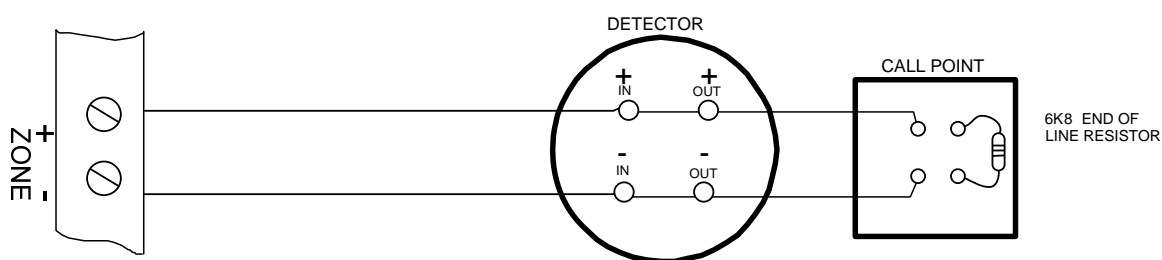 DETECTOR
+ +
IN OUT
- -
IN OUT
CALL POINT
6K8 END OF
LINE RESISTOR
+
ZONE
-